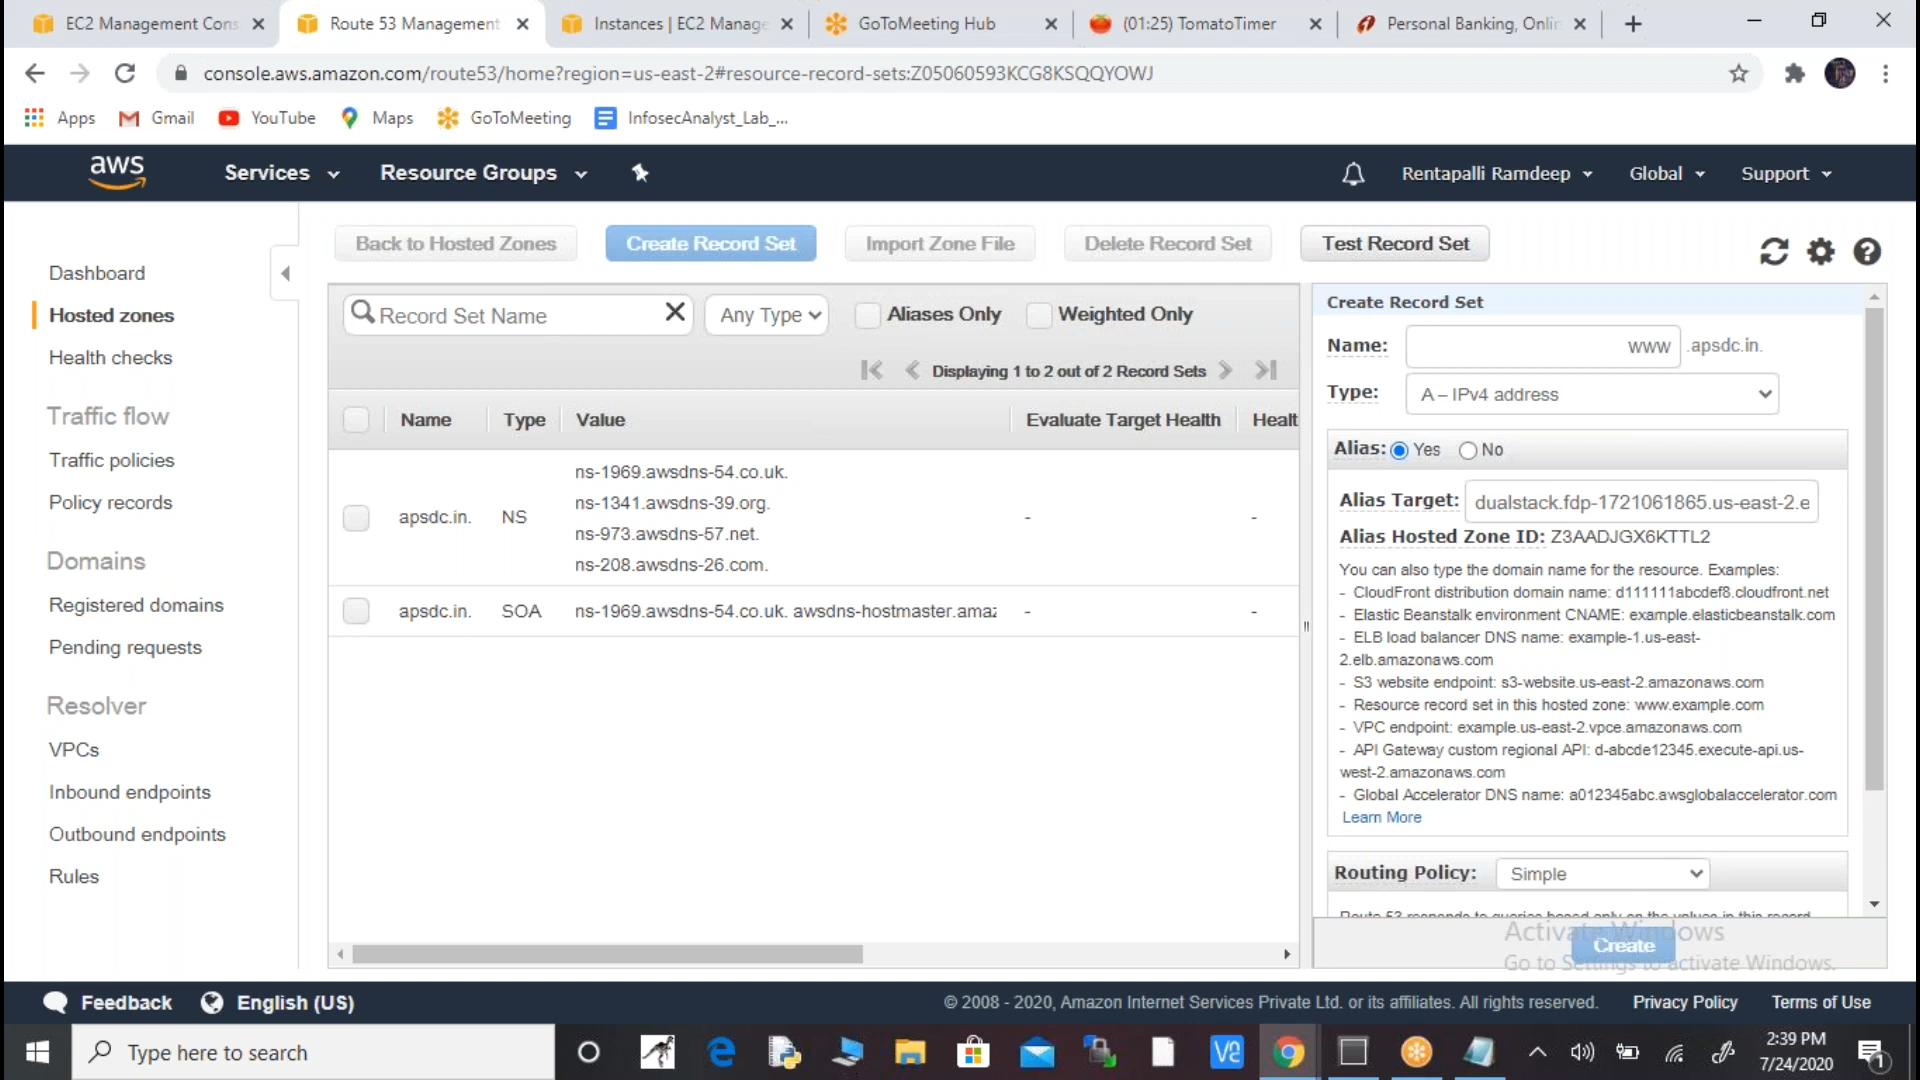 EC2 Management Cons
Route 53 Management
Instances | EC2 Manage
GoToMeeting Hub
(01:25) TomatoTimer
Personal Banking, Onlin
console.aws.amazon.com/route53/home?region=us-east-2#resource-record-sets:Z05060593KCG8KSQQYOWJ
Apps
Gmail
YouTube
Maps
GoToMeeting
InfosecAnalyst_Lab_...
aws
Services
Resource Groups
Rentapalli Ramdeep
Global
Support
Dashboard
Hosted zones
Health checks
Traffic flow
Traffic policies
Policy records
Domains
Registered domains
Pending requests
Resolver
VPCs
Inbound endpoints
Outbound endpoints
Rules
Back to Hosted Zones
Create Record Set
Import Zone File
Delete Record Set
Test Record Set
Record Set Name
Any Type
Aliases Only
Weighted Only
Displaying 1 to 2 out of 2 Record Sets
Name Type Value Evaluate Target Health Healt
ns-1969.awsdns-54.co.uk.
ns-1341.awsdns-39.org.
apsdc.in. NS - -
ns-973.awsdns-57.net.
ns-208.awsdns-26.com.
apsdc.in. SOA ns-1969.awsdns-54.co.uk. awsdns-hostmaster.amaz - -
Create Record Set
Name: www .apsdc.in.
Type: A – IPv4 address
Alias: Yes No
Alias Target: dualstack.fdp-1721061865.us-east-2.e
Alias Hosted Zone ID: Z3AADJGX6KTTL2
You can also type the domain name for the resource. Examples:
- CloudFront distribution domain name: d111111abcdef8.cloudfront.net
- Elastic Beanstalk environment CNAME: example.elasticbeanstalk.com
- ELB load balancer DNS name: example-1.us-east-
2.elb.amazonaws.com
- S3 website endpoint: s3-website.us-east-2.amazonaws.com
- Resource record set in this hosted zone: www.example.com
- VPC endpoint: example.us-east-2.vpce.amazonaws.com
- API Gateway custom regional API: d-abcde12345.execute-api.us-
west-2.amazonaws.com
- Global Accelerator DNS name: a012345abc.awsglobalaccelerator.com
Learn More
Routing Policy: Simple
Route 53 responds to queries based only on the values in this record
Activate Windows
Create
Go to Settings to activate Windows.
Feedback
English (US)
© 2008 - 2020, Amazon Internet Services Private Ltd. or its affiliates. All rights reserved.
Privacy Policy
Terms of Use
Type here to search
2:39 PM
7/24/2020
1